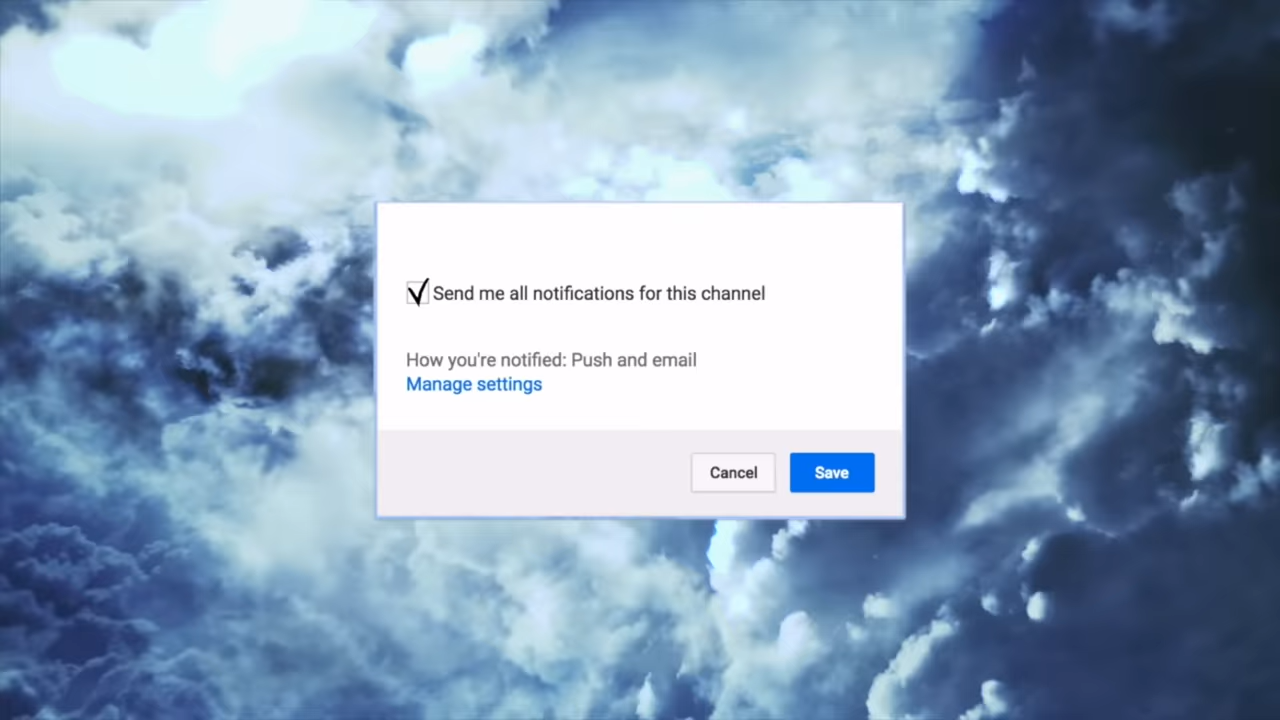 Send me all notifications for this channel
How you're notified: Push and email
Manage settings
Cancel Save